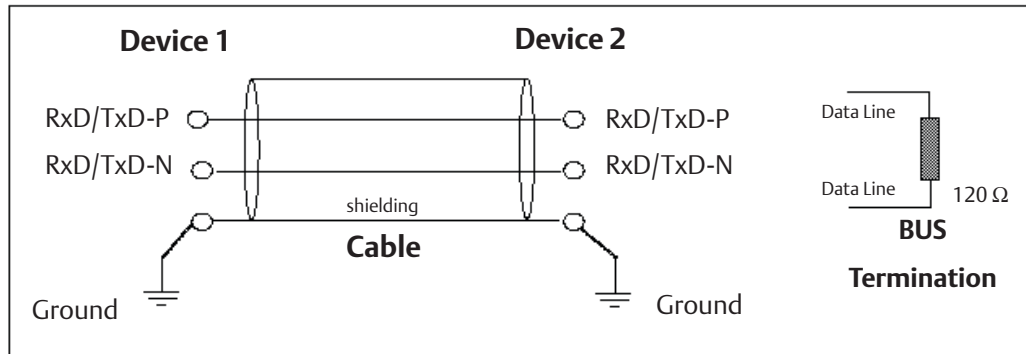 Device 1
Device 2
RxD/TxD-P
RxD/TxD-P
RxD/TxD-N
RxD/TxD-N
shielding
Cable
Ground
Ground
Data Line
Data Line
120 Ω
BUS
Termination